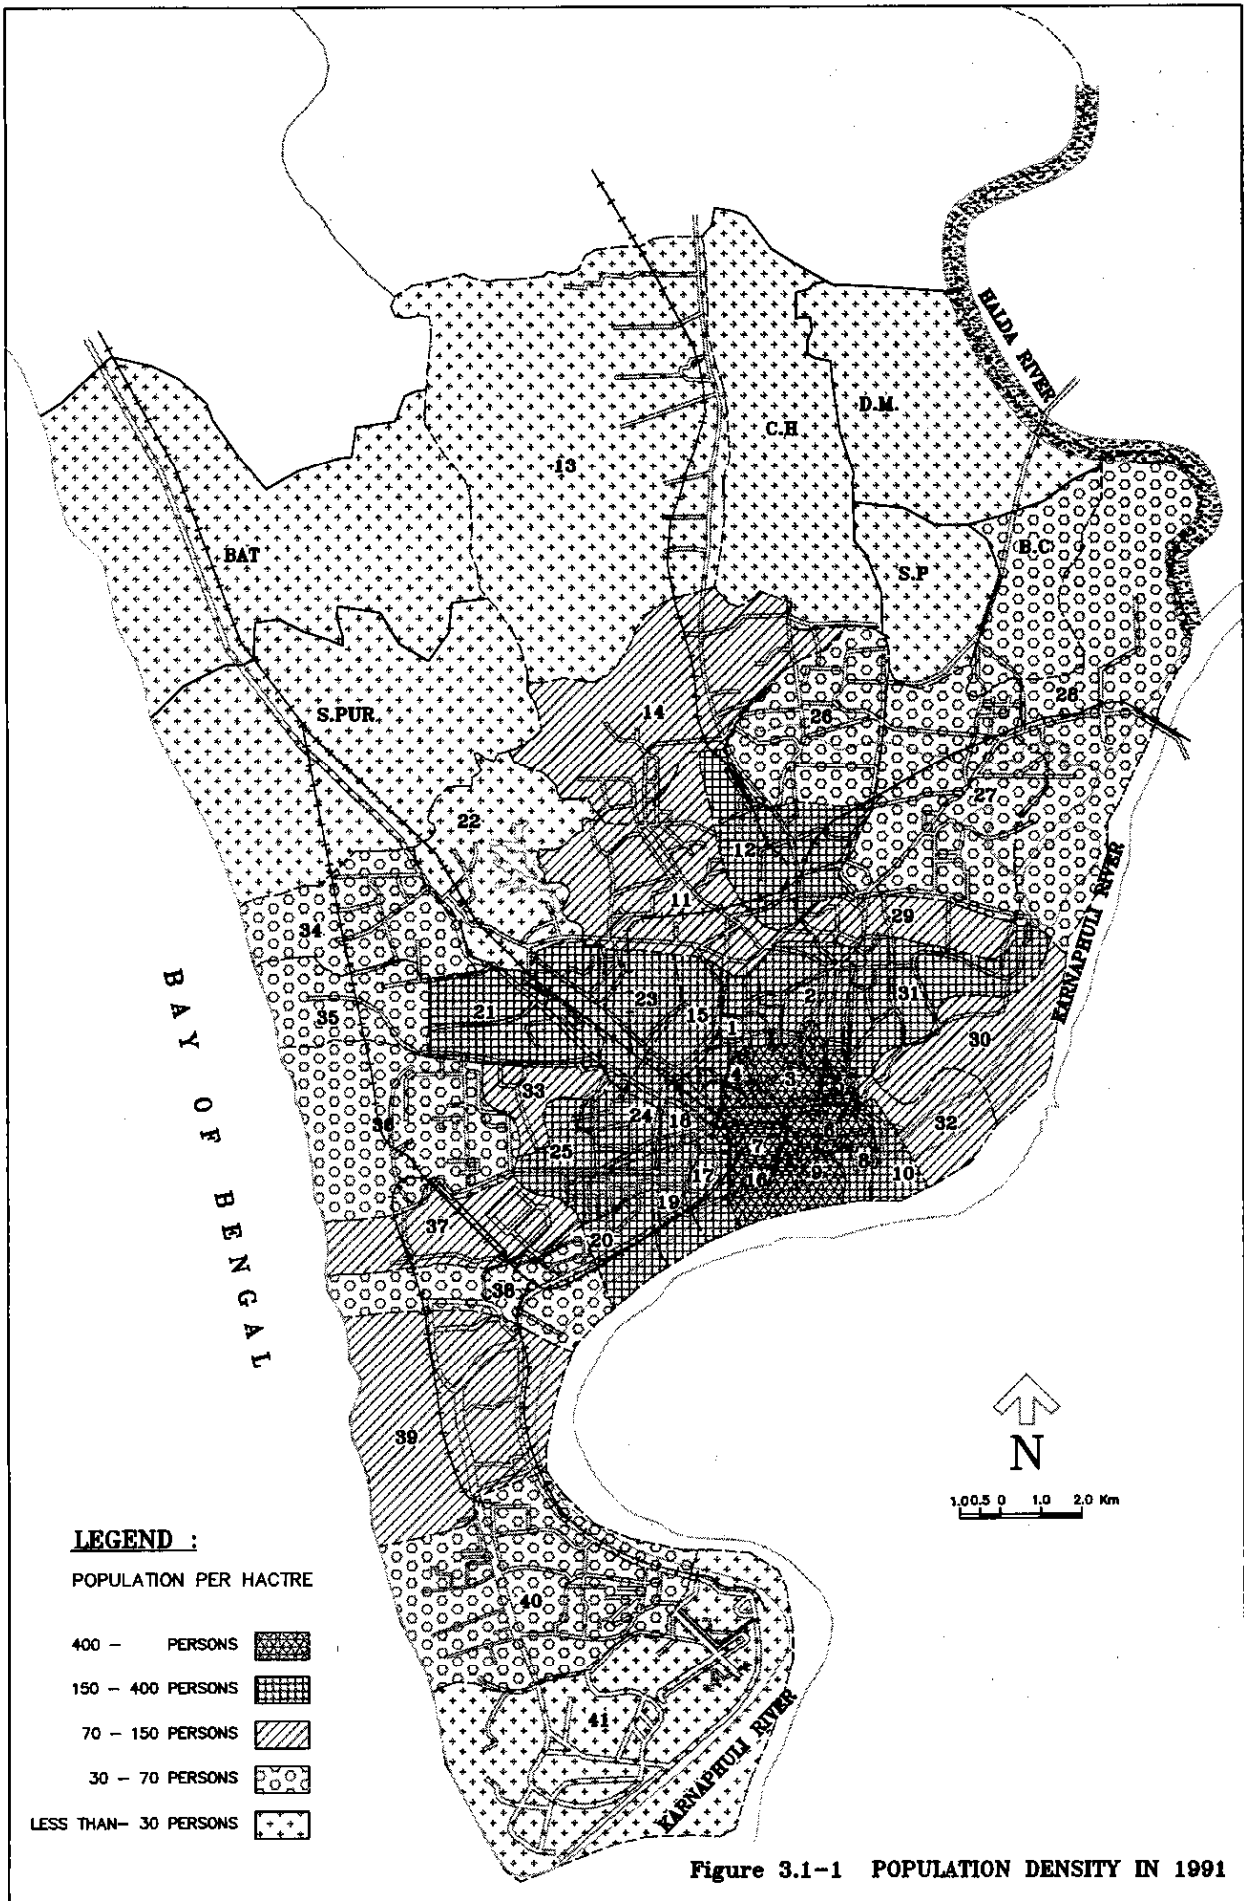 HALDA RIVER
D.M.
C.H
13
B.C.
BAT
S.P
28
14
S.PUR.
26
27
22
12
KARNAPHULI RIVER
11
29
34
BAY OF BENGAL
23
2
31
21
15
35
1
30
4
3
33
24
18
36
32
6
7
25
8
17
9
10
16
19
37
20
38
39
N
1.0 0.5 0 1.0 2.0 Km
LEGEND :
POPULATION PER HACTRE
400 - PERSONS
150 - 400 PERSONS
70 - 150 PERSONS
30 - 70 PERSONS
LESS THAN- 30 PERSONS
40
41
KARNAPHULI RIVER
Figure 3.1-1 POPULATION DENSITY IN 1991